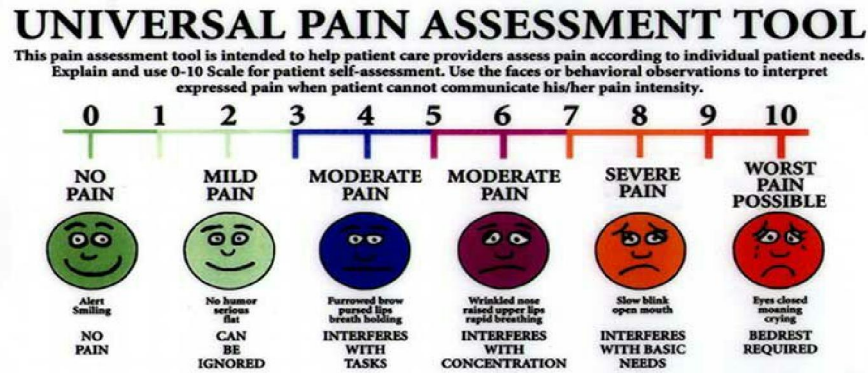 UNIVERSAL PAIN ASSESSMENT TOOL
This pain assessment tool is intended to help patient care providers assess pain according to individual patient needs.
Explain and use 0-10 Scale for patient self-assessment. Use the faces or behavioral observations to interpret
expressed pain when patient cannot communicate his/her pain intensity.
0 1 2 3 4 5 6 7 8 9 10
NO
PAIN
MILD
PAIN
MODERATE
PAIN
MODERATE
PAIN
SEVERE
PAIN
WORST
PAIN
POSSIBLE
Alert
Smiling
No humor
serious
flat
Furrowed brow
pursed lips
breath holding
Wrinkled nose
raised upper lips
rapid breathing
Slow blink
open mouth
Eyes closed
moaning
crying
NO
PAIN
CAN
BE
IGNORED
INTERFERES
WITH
TASKS
INTERFERES
WITH
CONCENTRATION
INTERFERES
WITH BASIC
NEEDS
BEDREST
REQUIRED